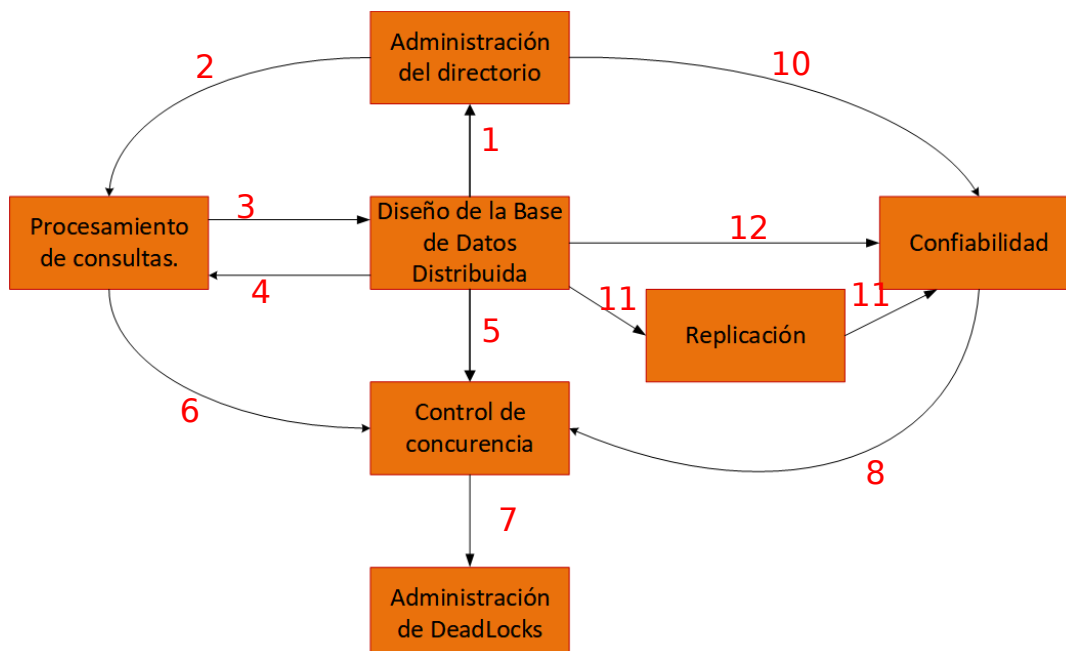 Administración
del directorio
2
10
1
Procesamiento
de consultas.
3
4
Diseño de la Base
de Datos
Distribuida
12
Confiabilidad
11
Replicación
11
5
6
Control de
concurencia
8
7
Administración
de DeadLocks